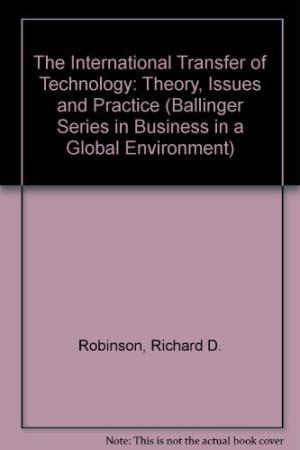 The International Transfer of
Technology: Theory, Issues
and Practice (Ballinger
Series in Business in a
Global Environment)
Robinson, Richard D.
Note: This is not the actual book cover